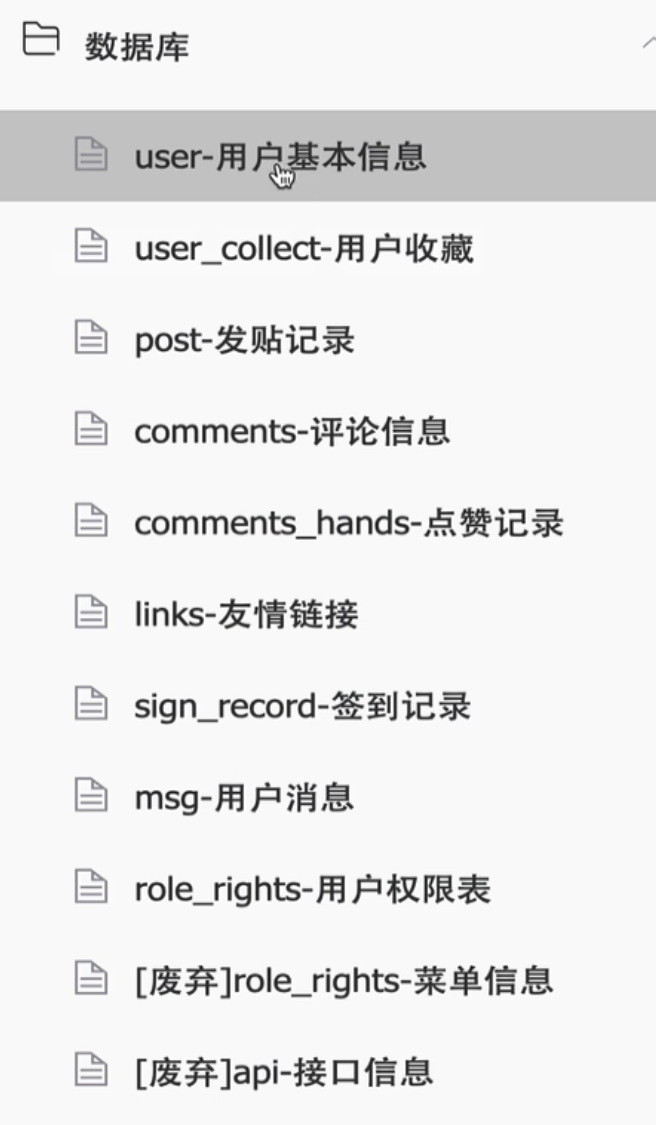 数据库
user-用户基本信息
user_collect-用户收藏
post-发贴记录
comments-评论信息
comments_hands-点赞记录
links-友情链接
sign_record-签到记录
msg-用户消息
role_rights-用户权限表
[废弃]role_rights-菜单信息
[废弃]api-接口信息